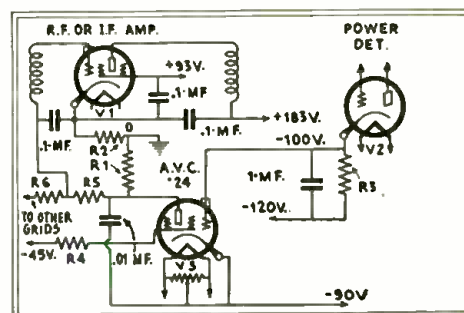 R.F. OR I.F. AMP.
POWER
DET.
+93V.
V1
.1-MF.
+183V.
.1-MF.
.1-MF.
R2
0
R1
-100V.
V2
A.V.C.
'24
1-MF.
R3
R6
R5
-120V.
TO OTHER
GRIDS
-45V.
R4
.01 MF.
V3
-90V